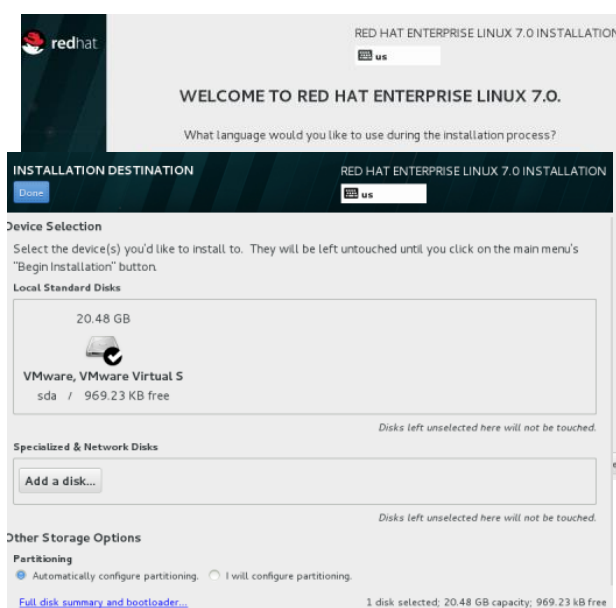 redhat
RED HAT ENTERPRISE LINUX 7.0 INSTALLATION
us
WELCOME TO RED HAT ENTERPRISE LINUX 7.0.
What language would you like to use during the installation process?
INSTALLATION DESTINATION
RED HAT ENTERPRISE LINUX 7.0 INSTALLATION
Done
us
Device Selection
Select the device(s) you'd like to install to. They will be left untouched until you click on the main menu's
"Begin Installation" button.
Local Standard Disks
20.48 GB
VMware, VMware Virtual S
sda / 969.23 KB free
Disks left unselected here will not be touched.
Specialized & Network Disks
Add a disk...
Disks left unselected here will not be touched.
Other Storage Options
Partitioning
Automatically configure partitioning. I will configure partitioning.
Full disk summary and bootloader... 1 disk selected; 20.48 GB capacity; 969.23 kB free